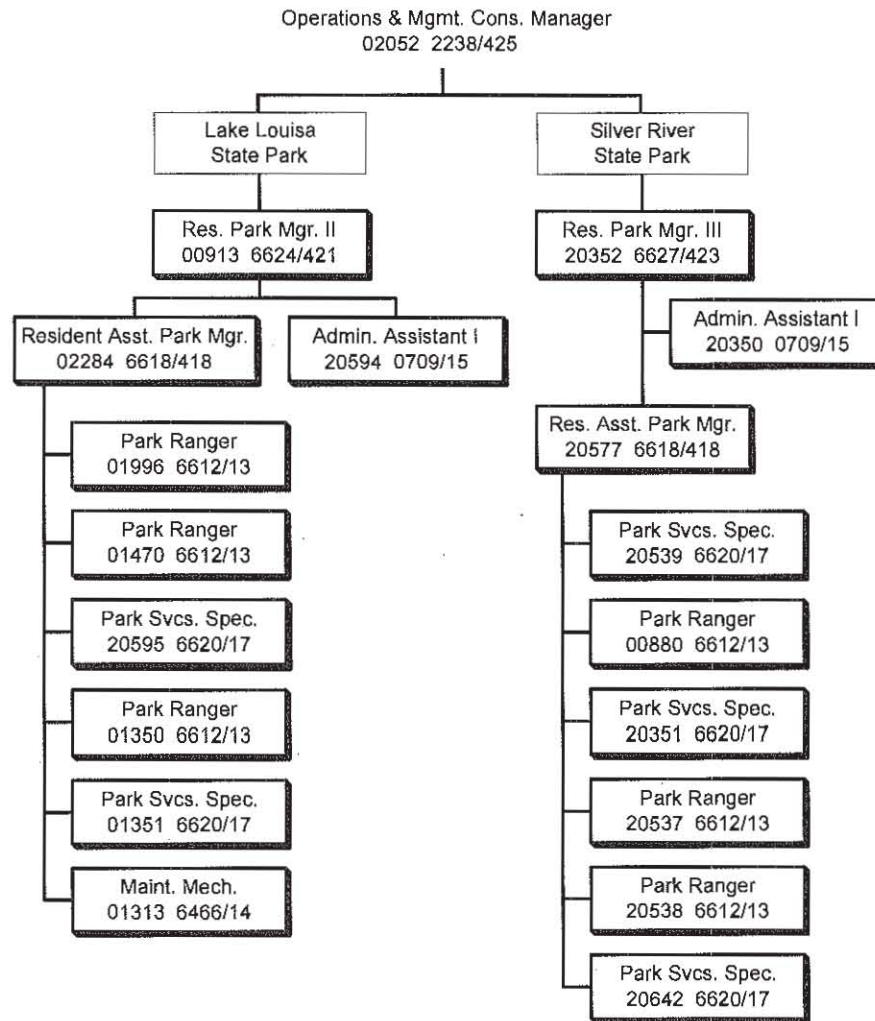 Operations & Mgmt. Cons. Manager
02052 2238/425
Lake Louisa
State Park
Res. Park Mgr. II
00913 6624/421
Resident Asst. Park Mgr.
02284 6618/418
Admin. Assistant I
20594 0709/15
Park Ranger
01996 6612/13
Park Ranger
01470 6612/13
Park Svcs. Spec.
20595 6620/17
Park Ranger
01350 6612/13
Park Svcs. Spec.
01351 6620/17
Maint. Mech.
01313 6466/14
Silver River
State Park
Res. Park Mgr. III
20352 6627/423
Admin. Assistant I
20350 0709/15
Res. Asst. Park Mgr.
20577 6618/418
Park Svcs. Spec.
20539 6620/17
Park Ranger
00880 6612/13
Park Svcs. Spec.
20351 6620/17
Park Ranger
20537 6612/13
Park Ranger
20538 6612/13
Park Svcs. Spec.
20642 6620/17